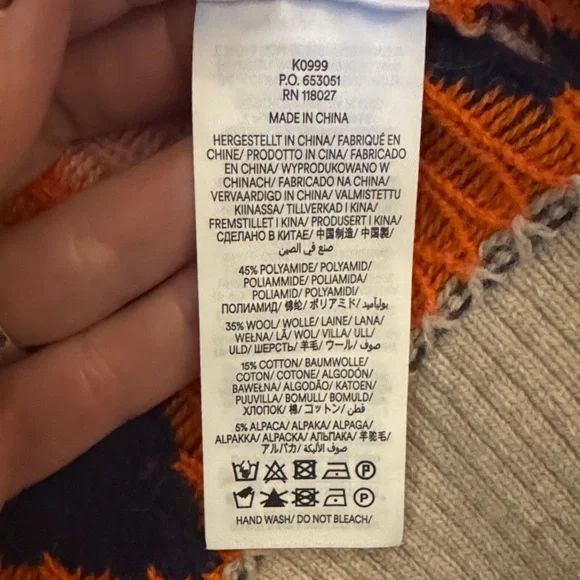 K0999
P.O. 653051
RN 118027
MADE IN CHINA
HERGESTELLT IN CHINA/ FABRIQUÉ EN
CHINE/ PRODOTTO IN CINA/ FABRICADO
EN CHINA/ WYPRODUKOWANO W
CHINACH/ FABRICADO NA CHINA/
VERVAARDIGD IN CHINA/ VALMISTETTU
KIINASSA/ TILLVERKAD I KINA/
FREMSTILLET I KINA/ PRODUSERT I KINA/
СДЕЛАНО В КИТАЕ/ 中国制造/ 中国製/
صنع في الصين
45% POLYAMIDE/ POLYAMID/
POLIAMMIDE/ POLIAMIDA/
POLIAMID/ POLYAMIDI/
ПОЛИАМИД/ 锦纶/ ポリアミド/ بولياميد
35% WOOL/ WOLLE/ LAINE/ LANA/
WEŁNA/ LÃ/ WOL/ VILLA/ ULL/
ULD/ ШЕРСТЬ/ 羊毛/ ウール/ صوف
15% COTTON/ BAUMWOLLE/
COTON/ COTONE/ ALGODÓN/
BAWEŁNA/ ALGODÃO/ KATOEN/
PUUVILLA/ BOMULL/ BOMULD/
ХЛОПОК/ 棉/ コットン/ قطن
5% ALPACA/ ALPAKA/ ALPAGA/
ALPAKKA/ ALPACKA/ АЛЬПАКА/ 羊驼毛/
アルパカ/ صوف الألبكة
HAND WASH/ DO NOT BLEACH/